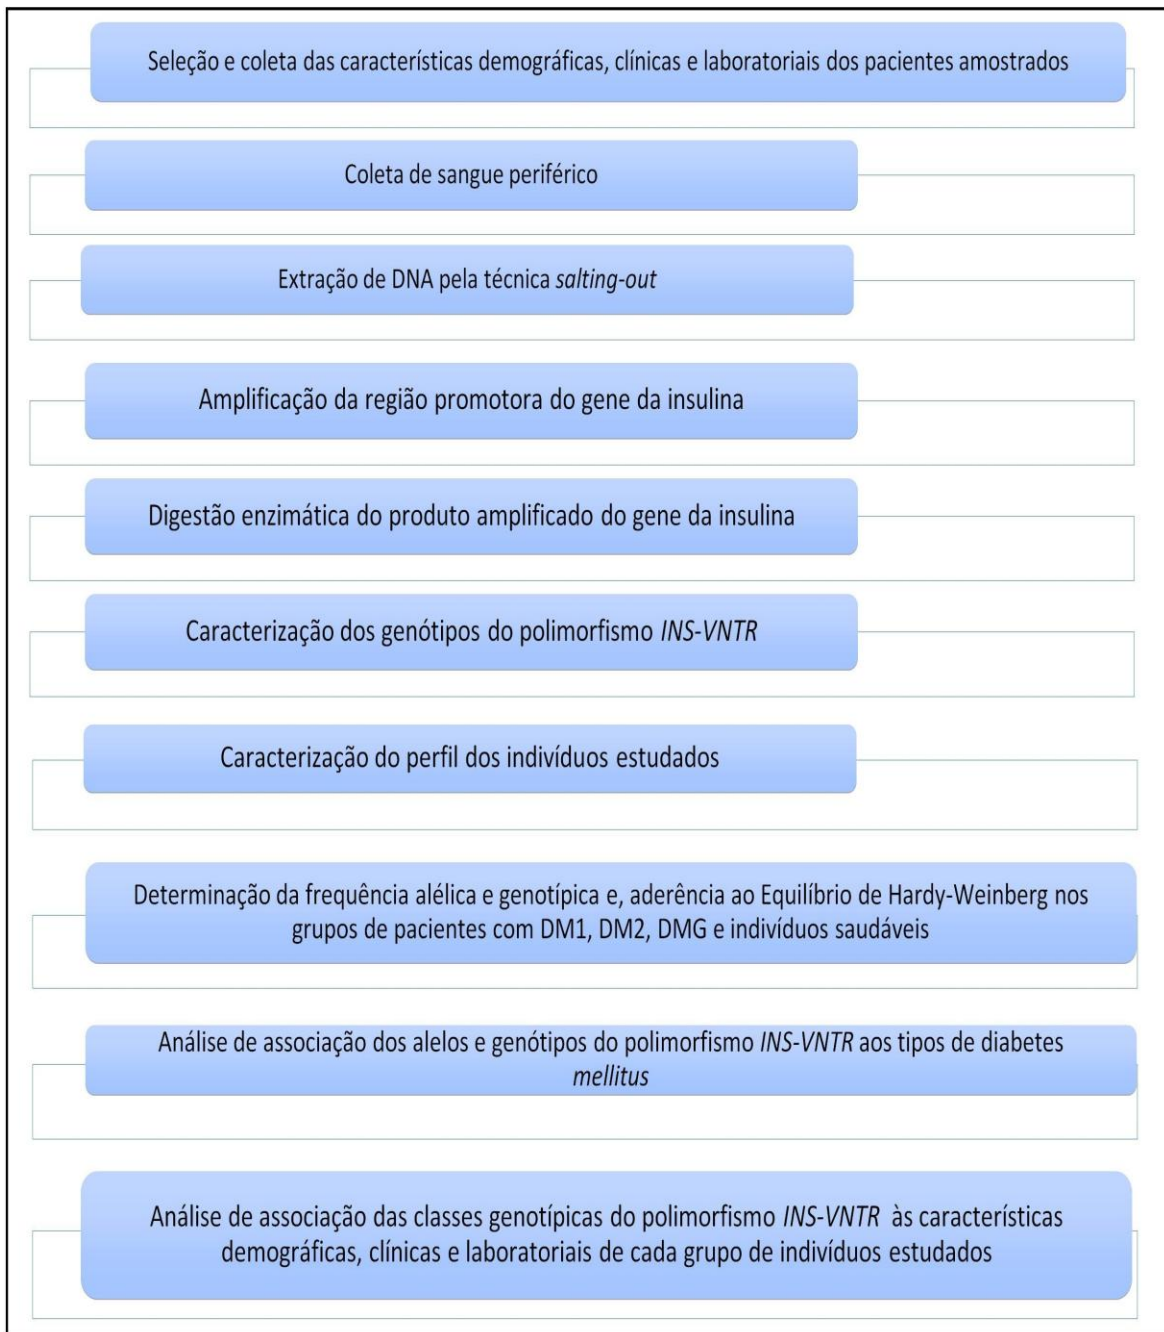 Seleção e coleta das características demográficas, clínicas e laboratoriais dos pacientes amostrados
Coleta de sangue periférico
Extração de DNA pela técnica salting-out
Amplificação da região promotora do gene da insulina
Digestão enzimática do produto amplificado do gene da insulina
Caracterização dos genótipos do polimorfismo INS-VNTR
Caracterização do perfil dos indivíduos estudados
Determinação da frequência alélica e genotípica e, aderência ao Equilíbrio de Hardy-Weinberg nos
grupos de pacientes com DM1, DM2, DMG e indivíduos saudáveis
Análise de associação dos alelos e genótipos do polimorfismo INS-VNTR aos tipos de diabetes
mellitus
Análise de associação das classes genotípicas do polimorfismo INS-VNTR às características
demográficas, clínicas e laboratoriais de cada grupo de indivíduos estudados